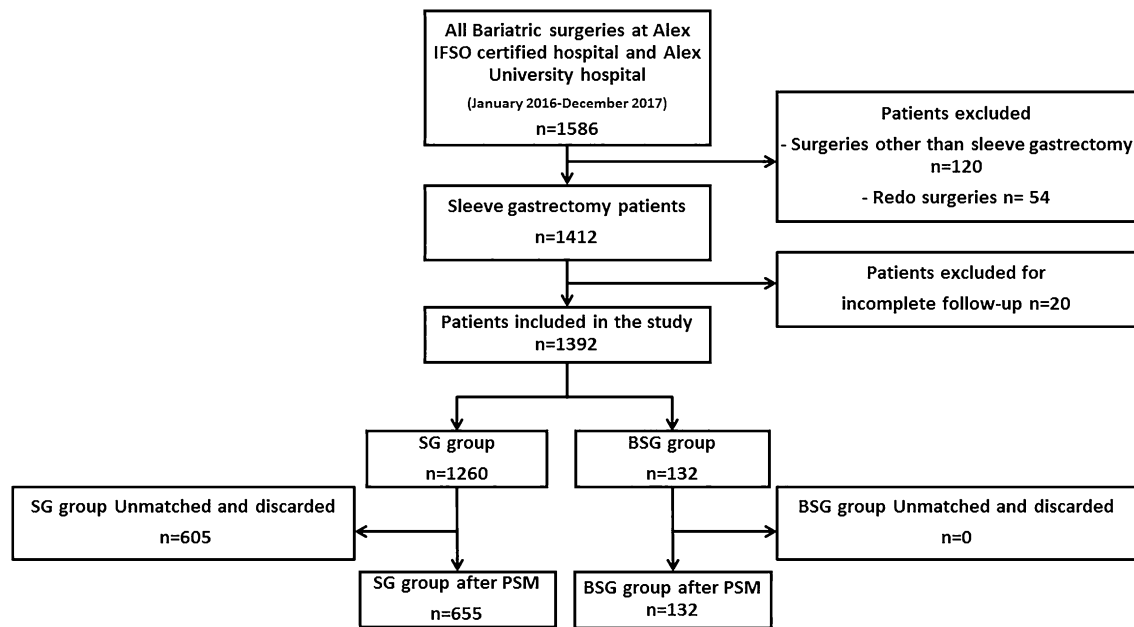 All Bariatric surgeries at Alex
IFSO certified hospital and Alex
University hospital
(January 2016-December 2017)
n=1586
Patients excluded
- Surgeries other than sleeve gastrectomy
n=120
- Redo surgeries n= 54
Sleeve gastrectomy patients
n=1412
Patients excluded for
incomplete follow-up n=20
Patients included in the study
n=1392
SG group
n=1260
BSG group
n=132
SG group Unmatched and discarded
n=605
BSG group Unmatched and discarded
n=0
SG group after PSM
n=655
BSG group after PSM
n=132